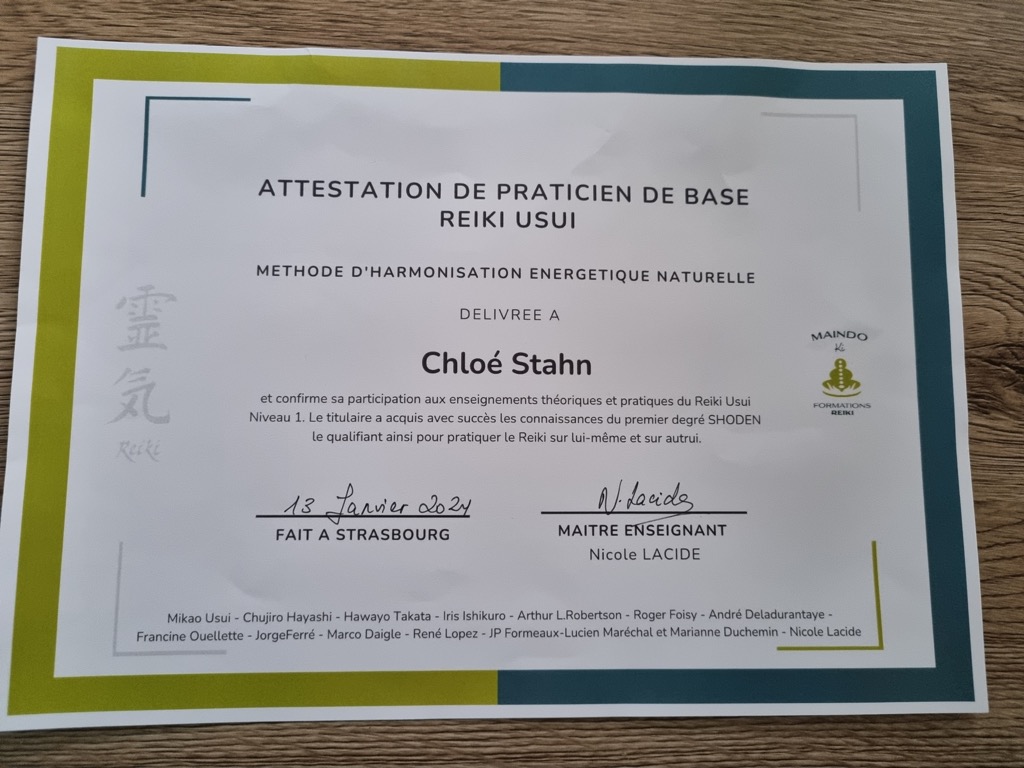 ATTESTATION DE PRATICIEN DE BASE
REIKI USUI
METHODE D'HARMONISATION ENERGETIQUE NATURELLE
DELIVREE A
Chloé Stahn
et confirme sa participation aux enseignements théoriques et pratiques du Reiki Usui
Niveau 1. Le titulaire a acquis avec succès les connaissances du premier degré SHODEN
le qualifiant ainsi pour pratiquer le Reiki sur lui-même et sur autrui.
靈
気
Reiki
MAINDO
Ki
FORMATIONS
REIKI
13 Janvier 2024
FAIT A STRASBOURG
N. Lacide
MAITRE ENSEIGNANT
Nicole LACIDE
Mikao Usui - Chujiro Hayashi - Hawayo Takata - Iris Ishikuro - Arthur L.Robertson - Roger Foisy - André Deladurantaye -
Francine Ouellette - JorgeFerré - Marco Daigle - René Lopez - JP Formeaux-Lucien Maréchal et Marianne Duchemin - Nicole Lacide